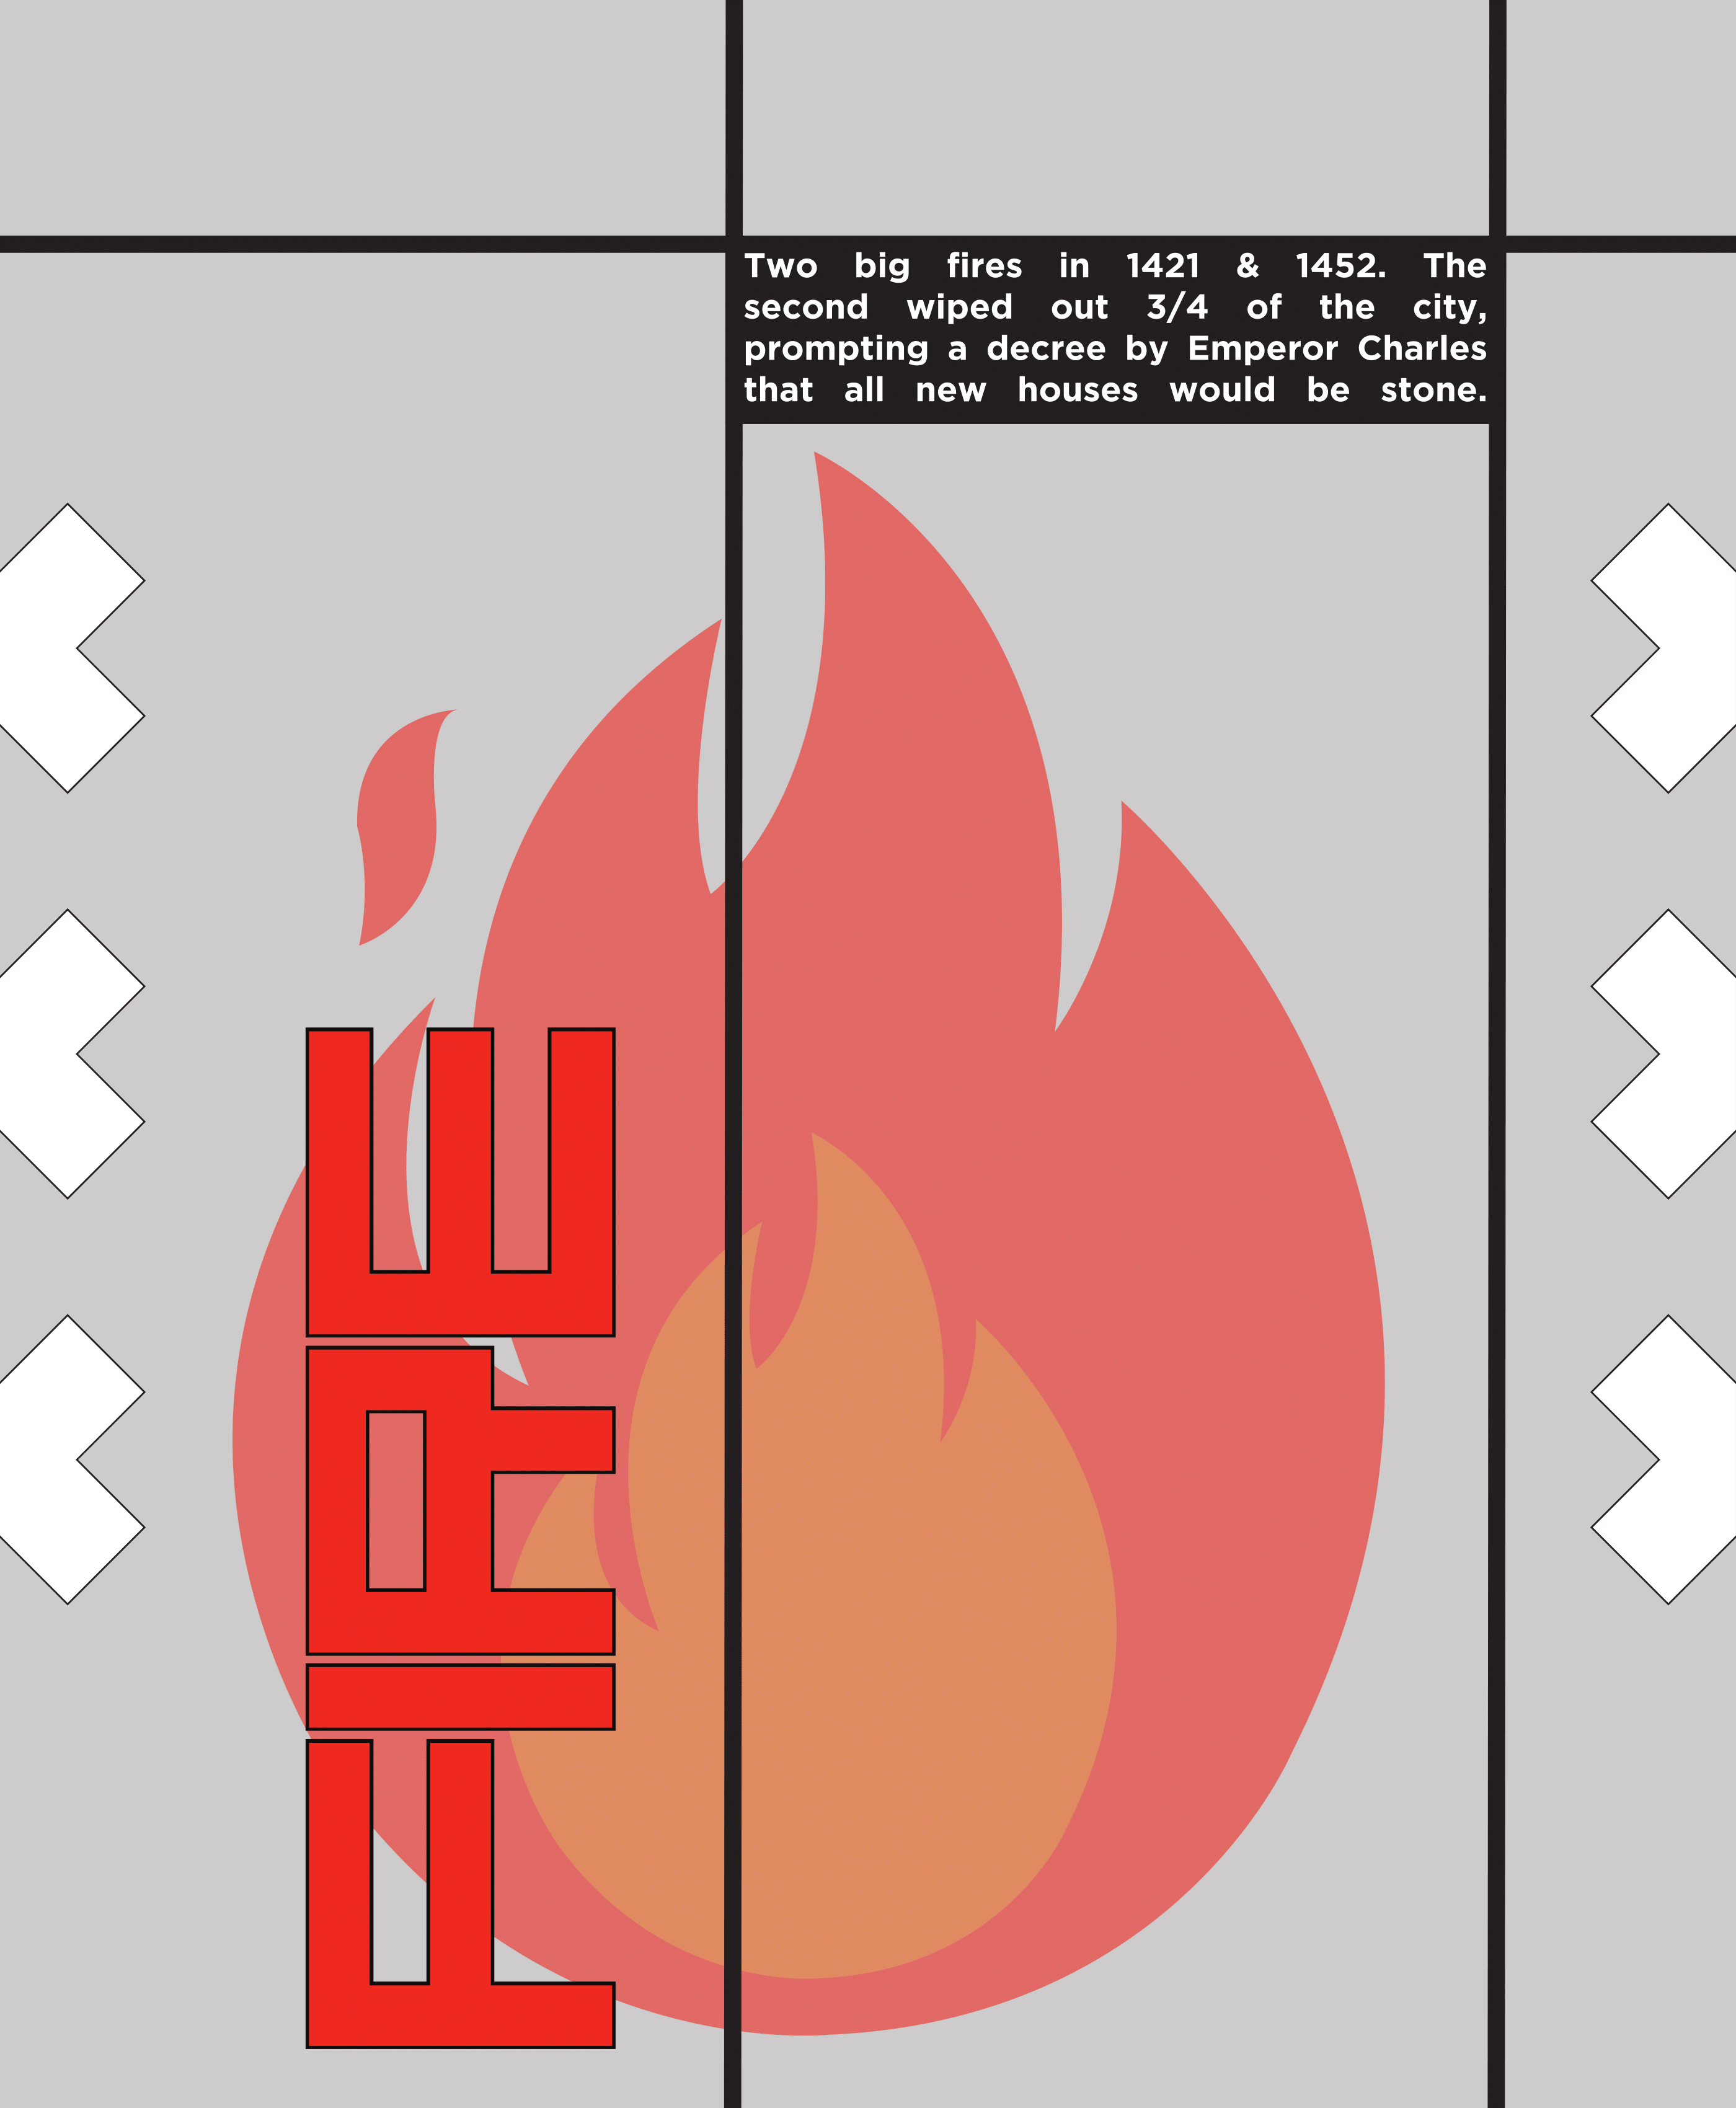 Two big fires in 1421 & 1452. The
second wiped out 3/4 of the city,
prompting a decree by Emperor Charles
that all new houses would be stone.
FIRE